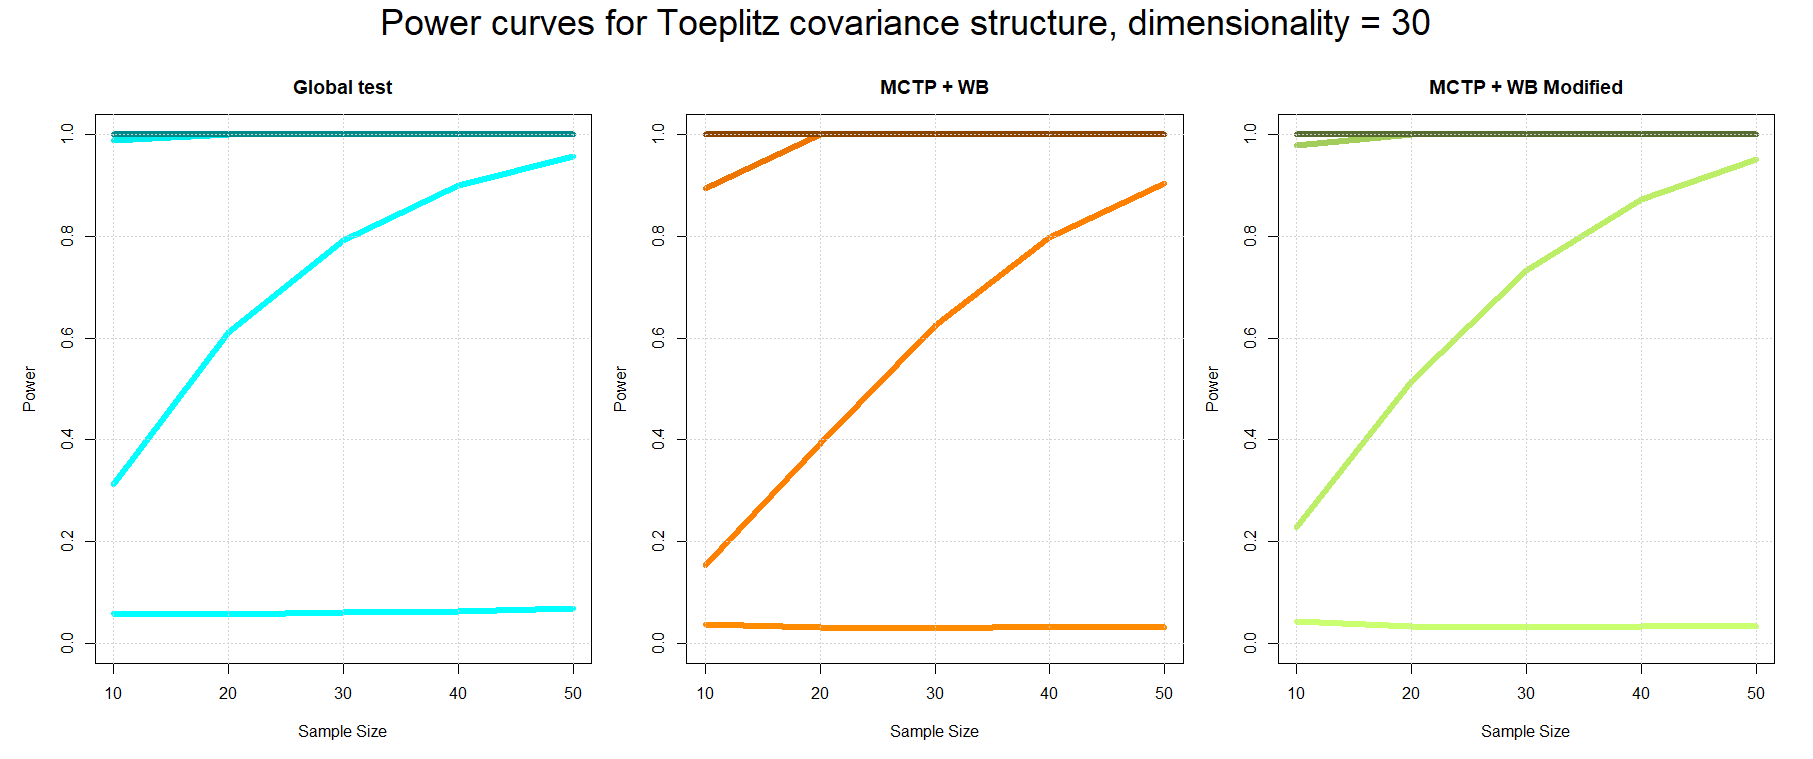 Power curves for Toeplitz covariance structure, dimensionality = 30
Global test
Power
1.0
0.8
0.6
0.4
0.2
0.0
10 20 30 40 50
Sample Size
MCTP + WB
Power
1.0
0.8
0.6
0.4
0.2
0.0
10 20 30 40 50
Sample Size
MCTP + WB Modified
Power
1.0
0.8
0.6
0.4
0.2
0.0
10 20 30 40 50
Sample Size